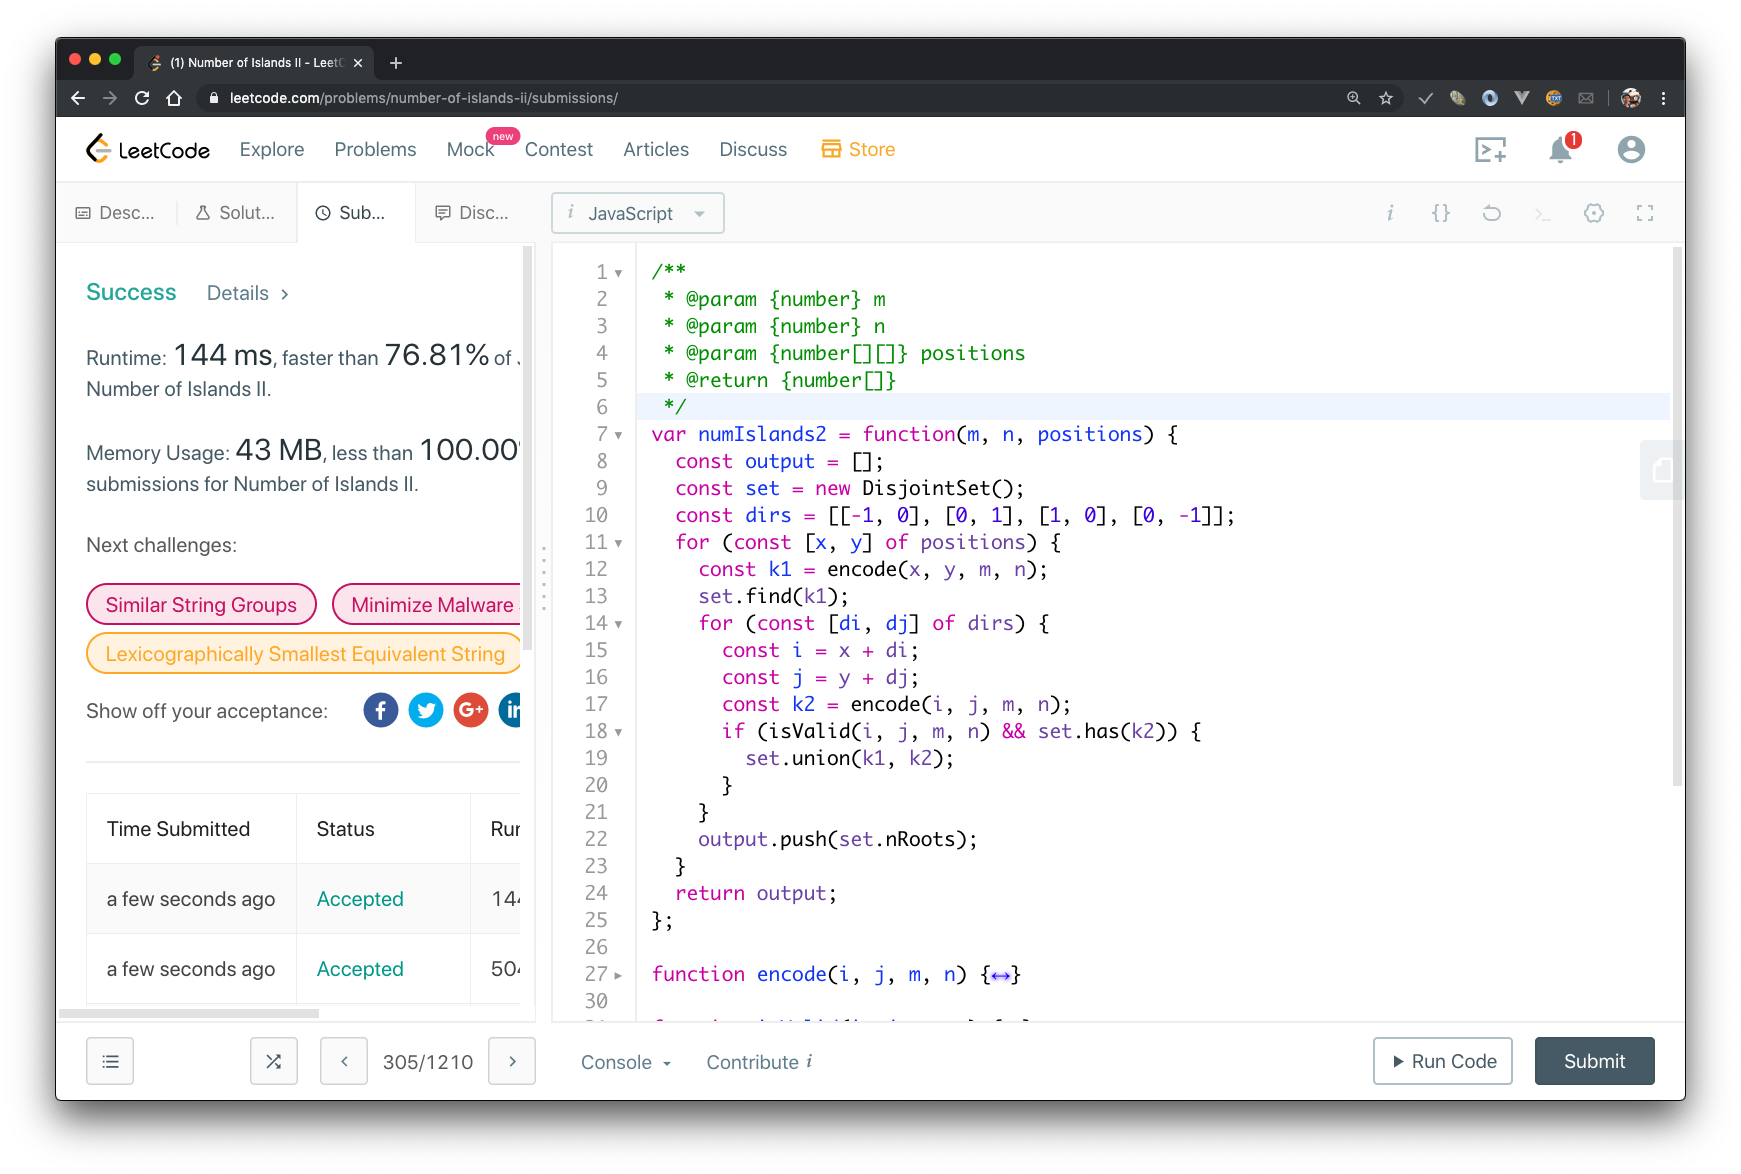 (1) Number of Islands II - LeetC
leetcode.com/problems/number-of-islands-ii/submissions/
LeetCode Explore Problems Mock new Contest Articles Discuss Store 1
Desc... Solut... Sub... Disc... i JavaScript i {}
Success Details >
Runtime: 144 ms, faster than 76.81% of
Number of Islands II.
Memory Usage: 43 MB, less than 100.00
submissions for Number of Islands II.
Next challenges:
Similar String Groups Minimize Malware
Lexicographically Smallest Equivalent String
Show off your acceptance: f G+ in
Time Submitted Status Rur
a few seconds ago Accepted 144
a few seconds ago Accepted 504
1 /**
2 * @param {number} m
3 * @param {number} n
4 * @param {number[][]} positions
5 * @return {number[]}
6 */
7 var numIslands2 = function(m, n, positions) {
8 const output = [];
9 const set = new DisjointSet();
10 const dirs = [[-1, 0], [0, 1], [1, 0], [0, -1]];
11 for (const [x, y] of positions) {
12 const k1 = encode(x, y, m, n);
13 set.find(k1);
14 for (const [di, dj] of dirs) {
15 const i = x + di;
16 const j = y + dj;
17 const k2 = encode(i, j, m, n);
18 if (isValid(i, j, m, n) && set.has(k2)) {
19 set.union(k1, k2);
20 }
21 }
22 output.push(set.nRoots);
23 }
24 return output;
25 };
26
27 function encode(i, j, m, n) {↔}
30
305/1210 Console Contribute i Run Code Submit